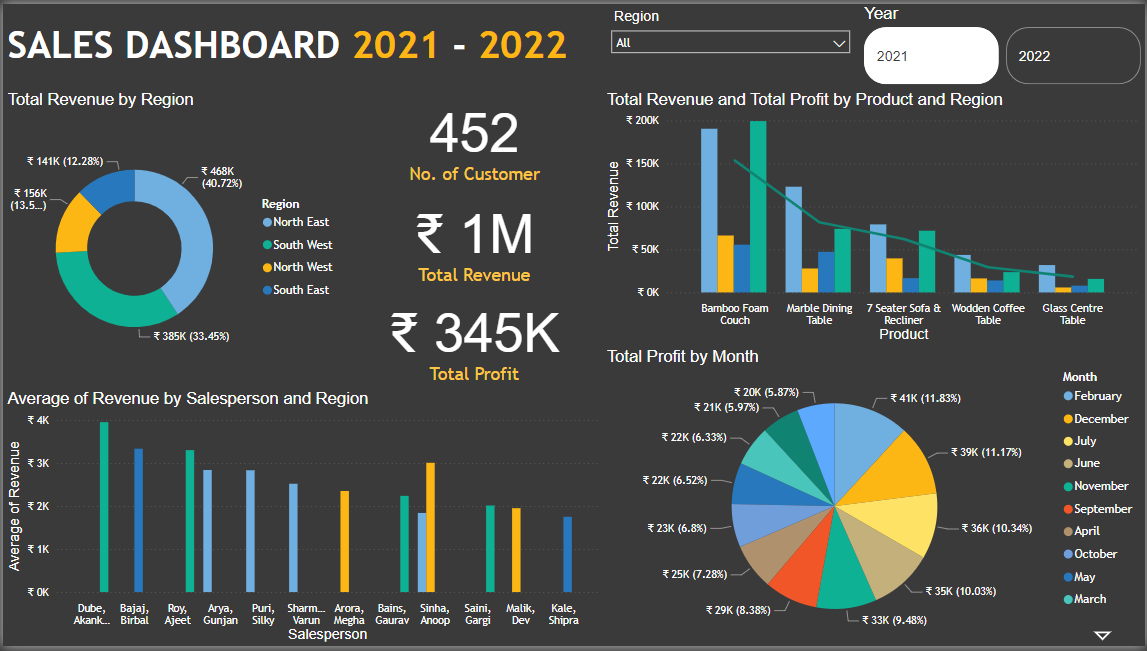 SALES DASHBOARD 2021 - 2022
Region
All
Year
2021
2022
Total Revenue by Region
₹ 141K (12.28%)
₹ 468K
(40.72%)
₹ 156K
(13.5...)
₹ 385K (33.45%)
Region
North East
South West
North West
South East
452
No. of Customer
₹ 1M
Total Revenue
₹ 345K
Total Profit
Total Revenue and Total Profit by Product and Region
Total Revenue
₹ 200K
₹ 150K
₹ 100K
₹ 50K
₹ 0K
Bamboo Foam
Couch
Marble Dining
Table
7 Seater Sofa &
Recliner
Wodden Coffee
Table
Glass Centre
Table
Product
Average of Revenue by Salesperson and Region
Average of Revenue
₹ 4K
₹ 3K
₹ 2K
₹ 1K
₹ 0K
Dube,
Akank...
Bajaj,
Birbal
Roy,
Ajeet
Arya,
Gunjan
Puri,
Silky
Sharm...
Varun
Arora,
Megha
Bains,
Gaurav
Sinha,
Anoop
Saini,
Gargi
Malik,
Dev
Kale,
Shipra
Salesperson
Total Profit by Month
₹ 41K (11.83%)
₹ 39K (11.17%)
₹ 36K (10.34%)
₹ 35K (10.03%)
₹ 33K (9.48%)
₹ 29K (8.38%)
₹ 25K (7.28%)
₹ 23K (6.8%)
₹ 22K (6.52%)
₹ 22K (6.33%)
₹ 21K (5.97%)
₹ 20K (5.87%)
Month
February
December
July
June
November
September
April
October
May
March